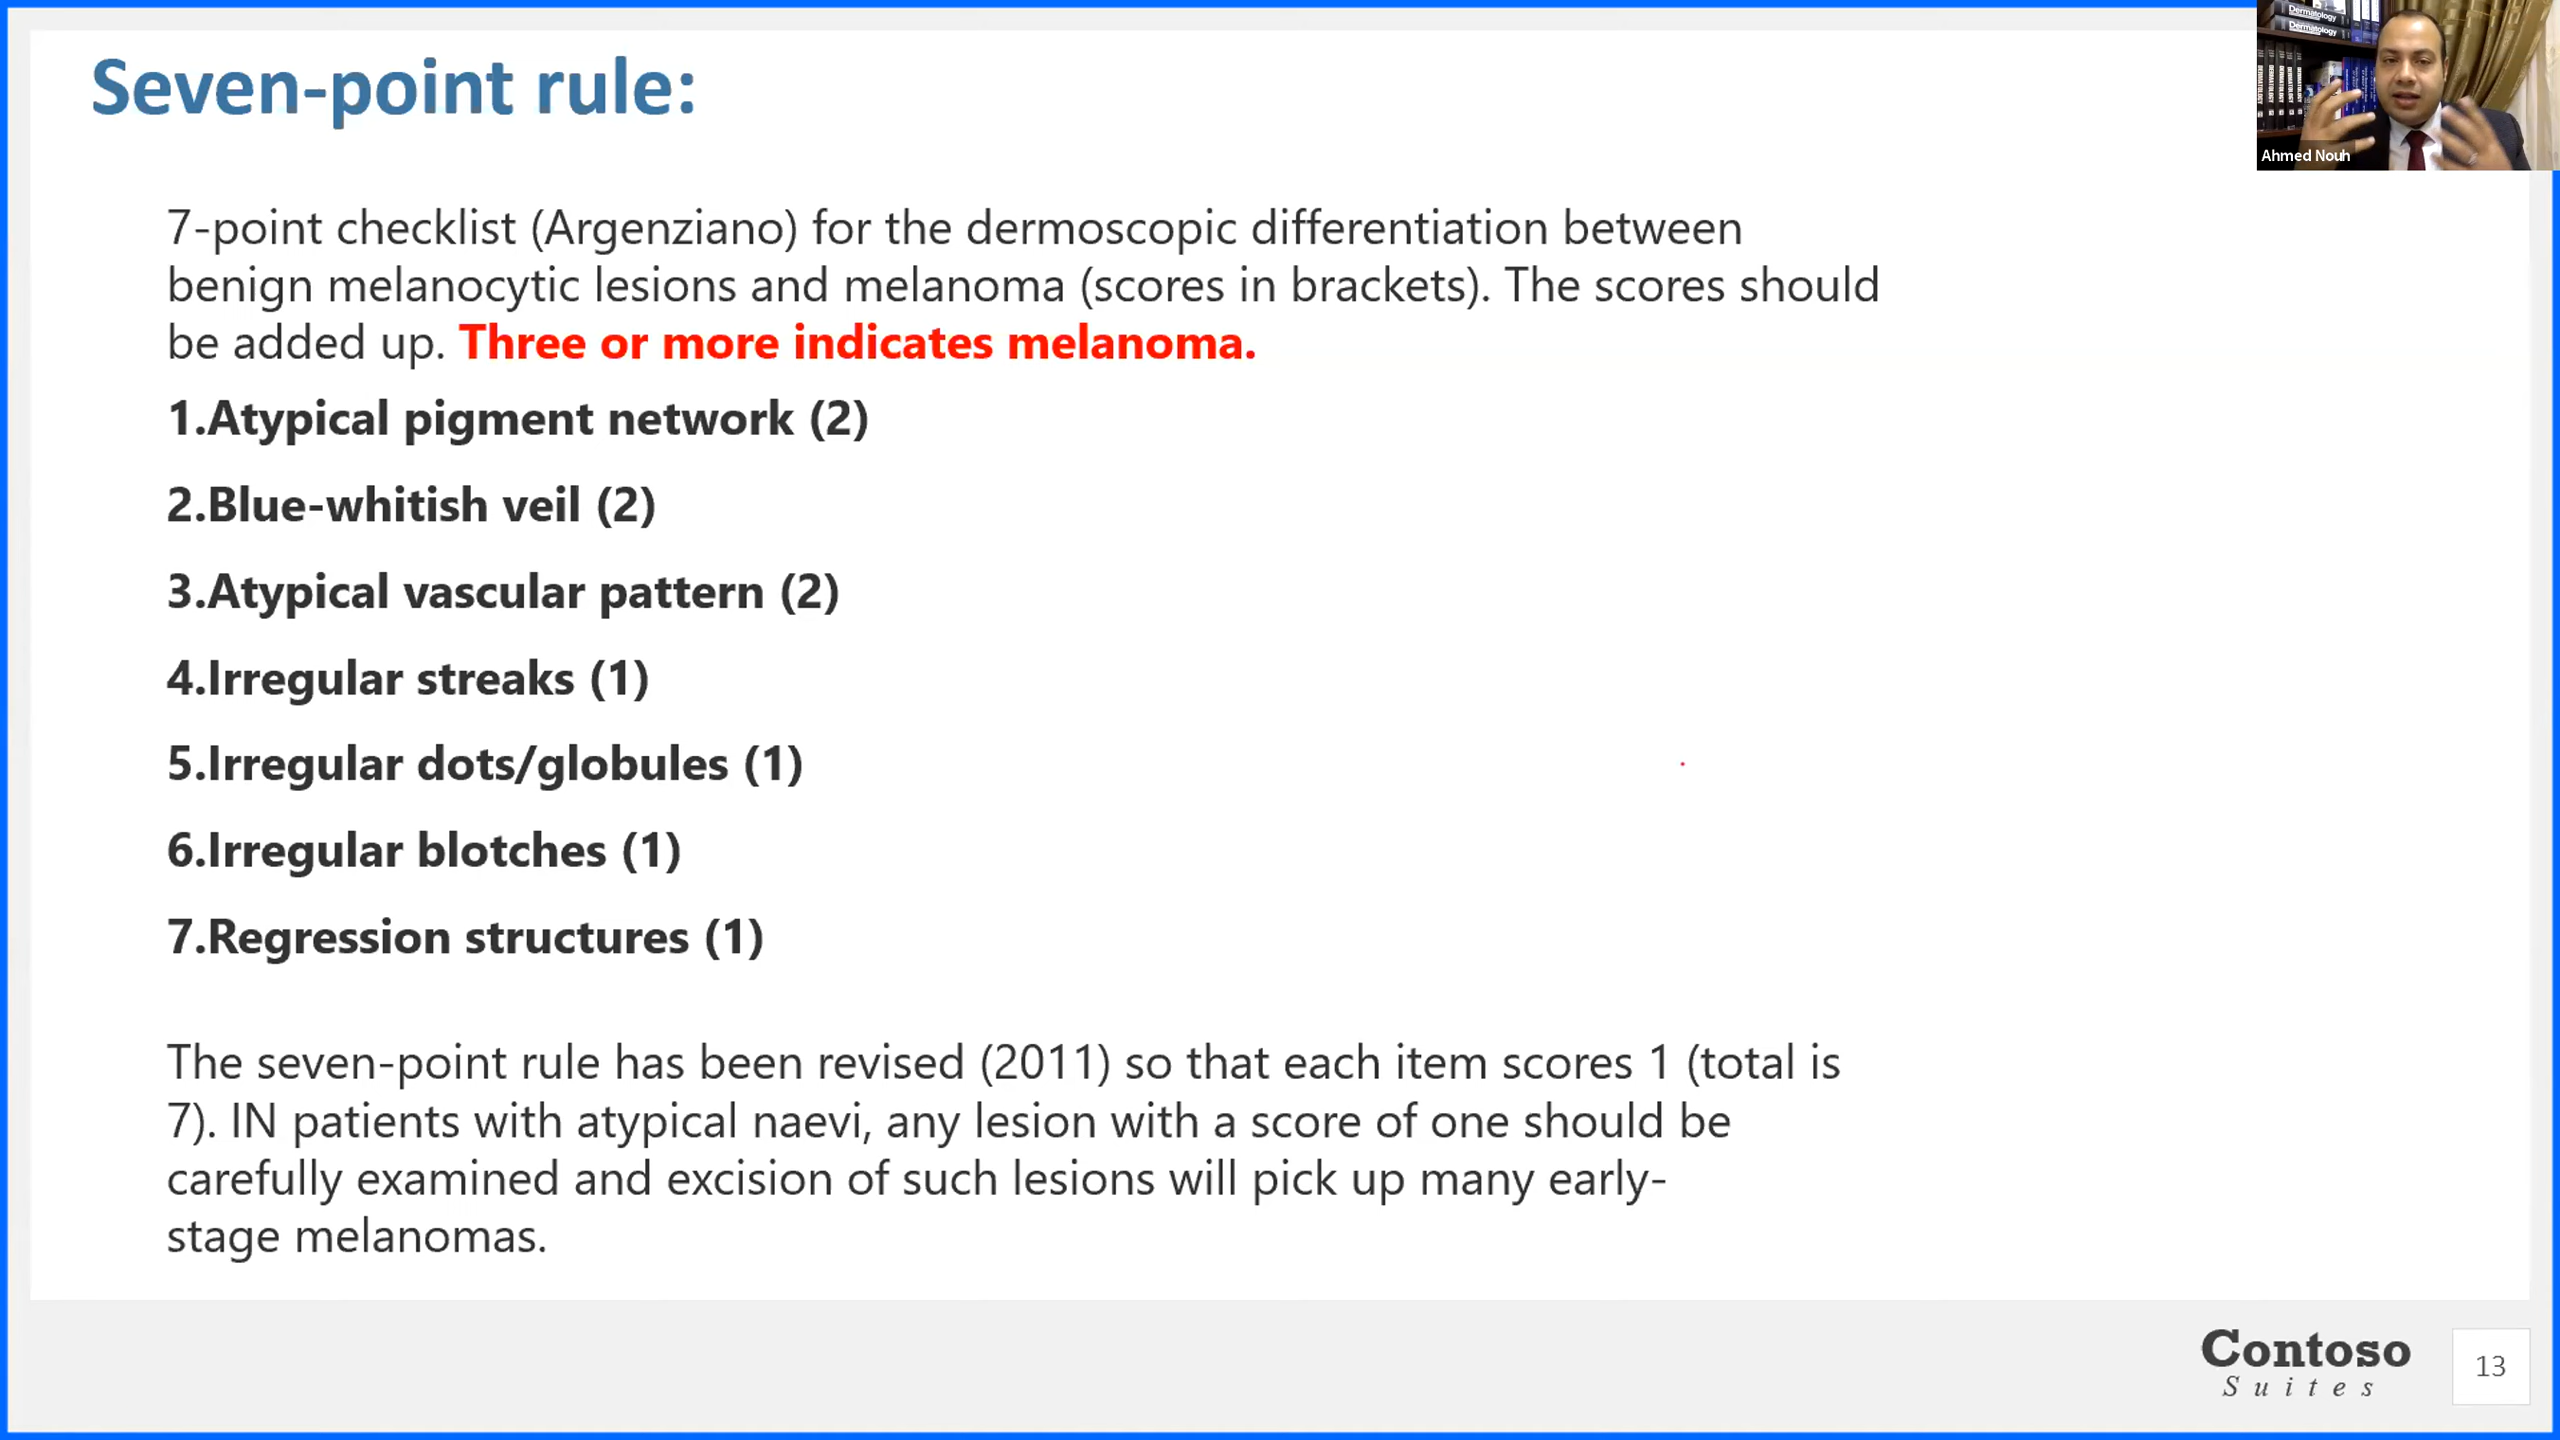 Seven-point rule:
Dermatology
Dermatology
Ahmed Nouh
7-point checklist (Argenziano) for the dermoscopic differentiation between
benign melanocytic lesions and melanoma (scores in brackets). The scores should
be added up. Three or more indicates melanoma.
1.Atypical pigment network (2)
2.Blue-whitish veil (2)
3.Atypical vascular pattern (2)
4.Irregular streaks (1)
5.Irregular dots/globules (1)
6.Irregular blotches (1)
7.Regression structures (1)
The seven-point rule has been revised (2011) so that each item scores 1 (total is
7). IN patients with atypical naevi, any lesion with a score of one should be
carefully examined and excision of such lesions will pick up many early-
stage melanomas.
Contoso
Suites
13